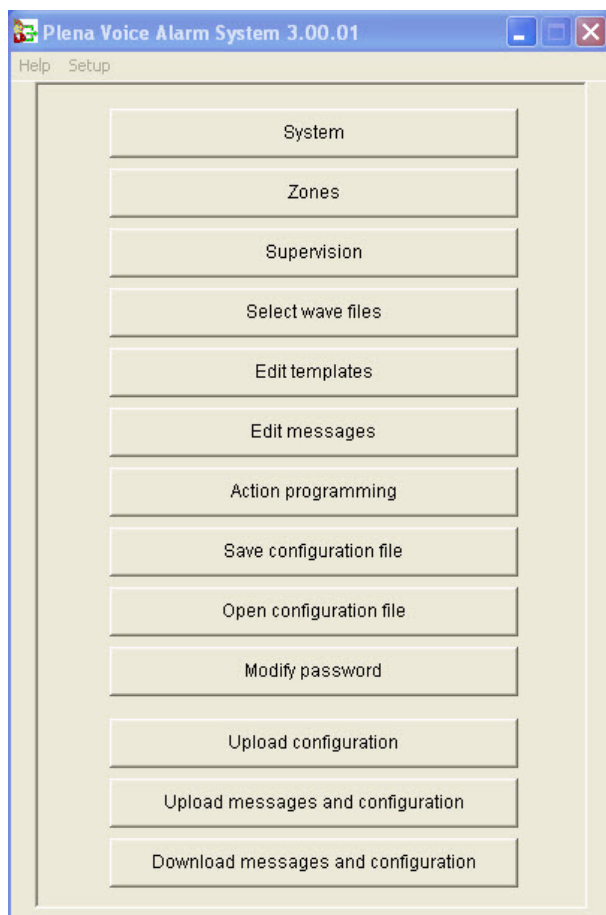 Plena Voice Alarm System 3.00.01
Help Setup
System
Zones
Supervision
Select wave files
Edit templates
Edit messages
Action programming
Save configuration file
Open configuration file
Modify password
Upload configuration
Upload messages and configuration
Download messages and configuration